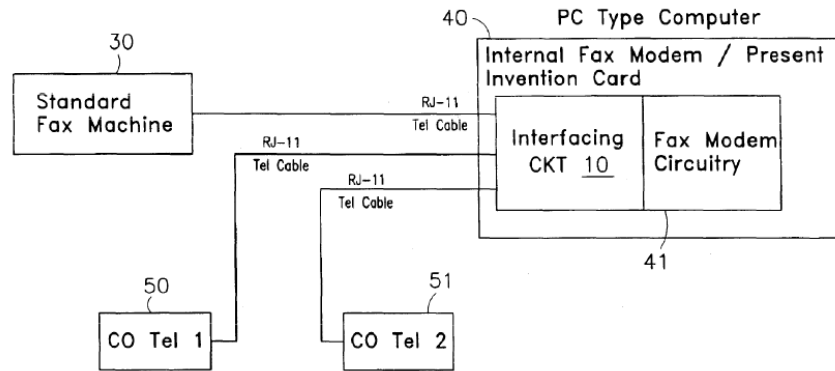 PC Type Computer
40
30
Internal Fax Modem / Present
Invention Card
Standard
Fax Machine
RJ-11
Tel Cable
Interfacing
CKT 10
Fax Modem
Circuitry
RJ-11
Tel Cable
RJ-11
Tel Cable
41
50
51
CO Tel 1
CO Tel 2